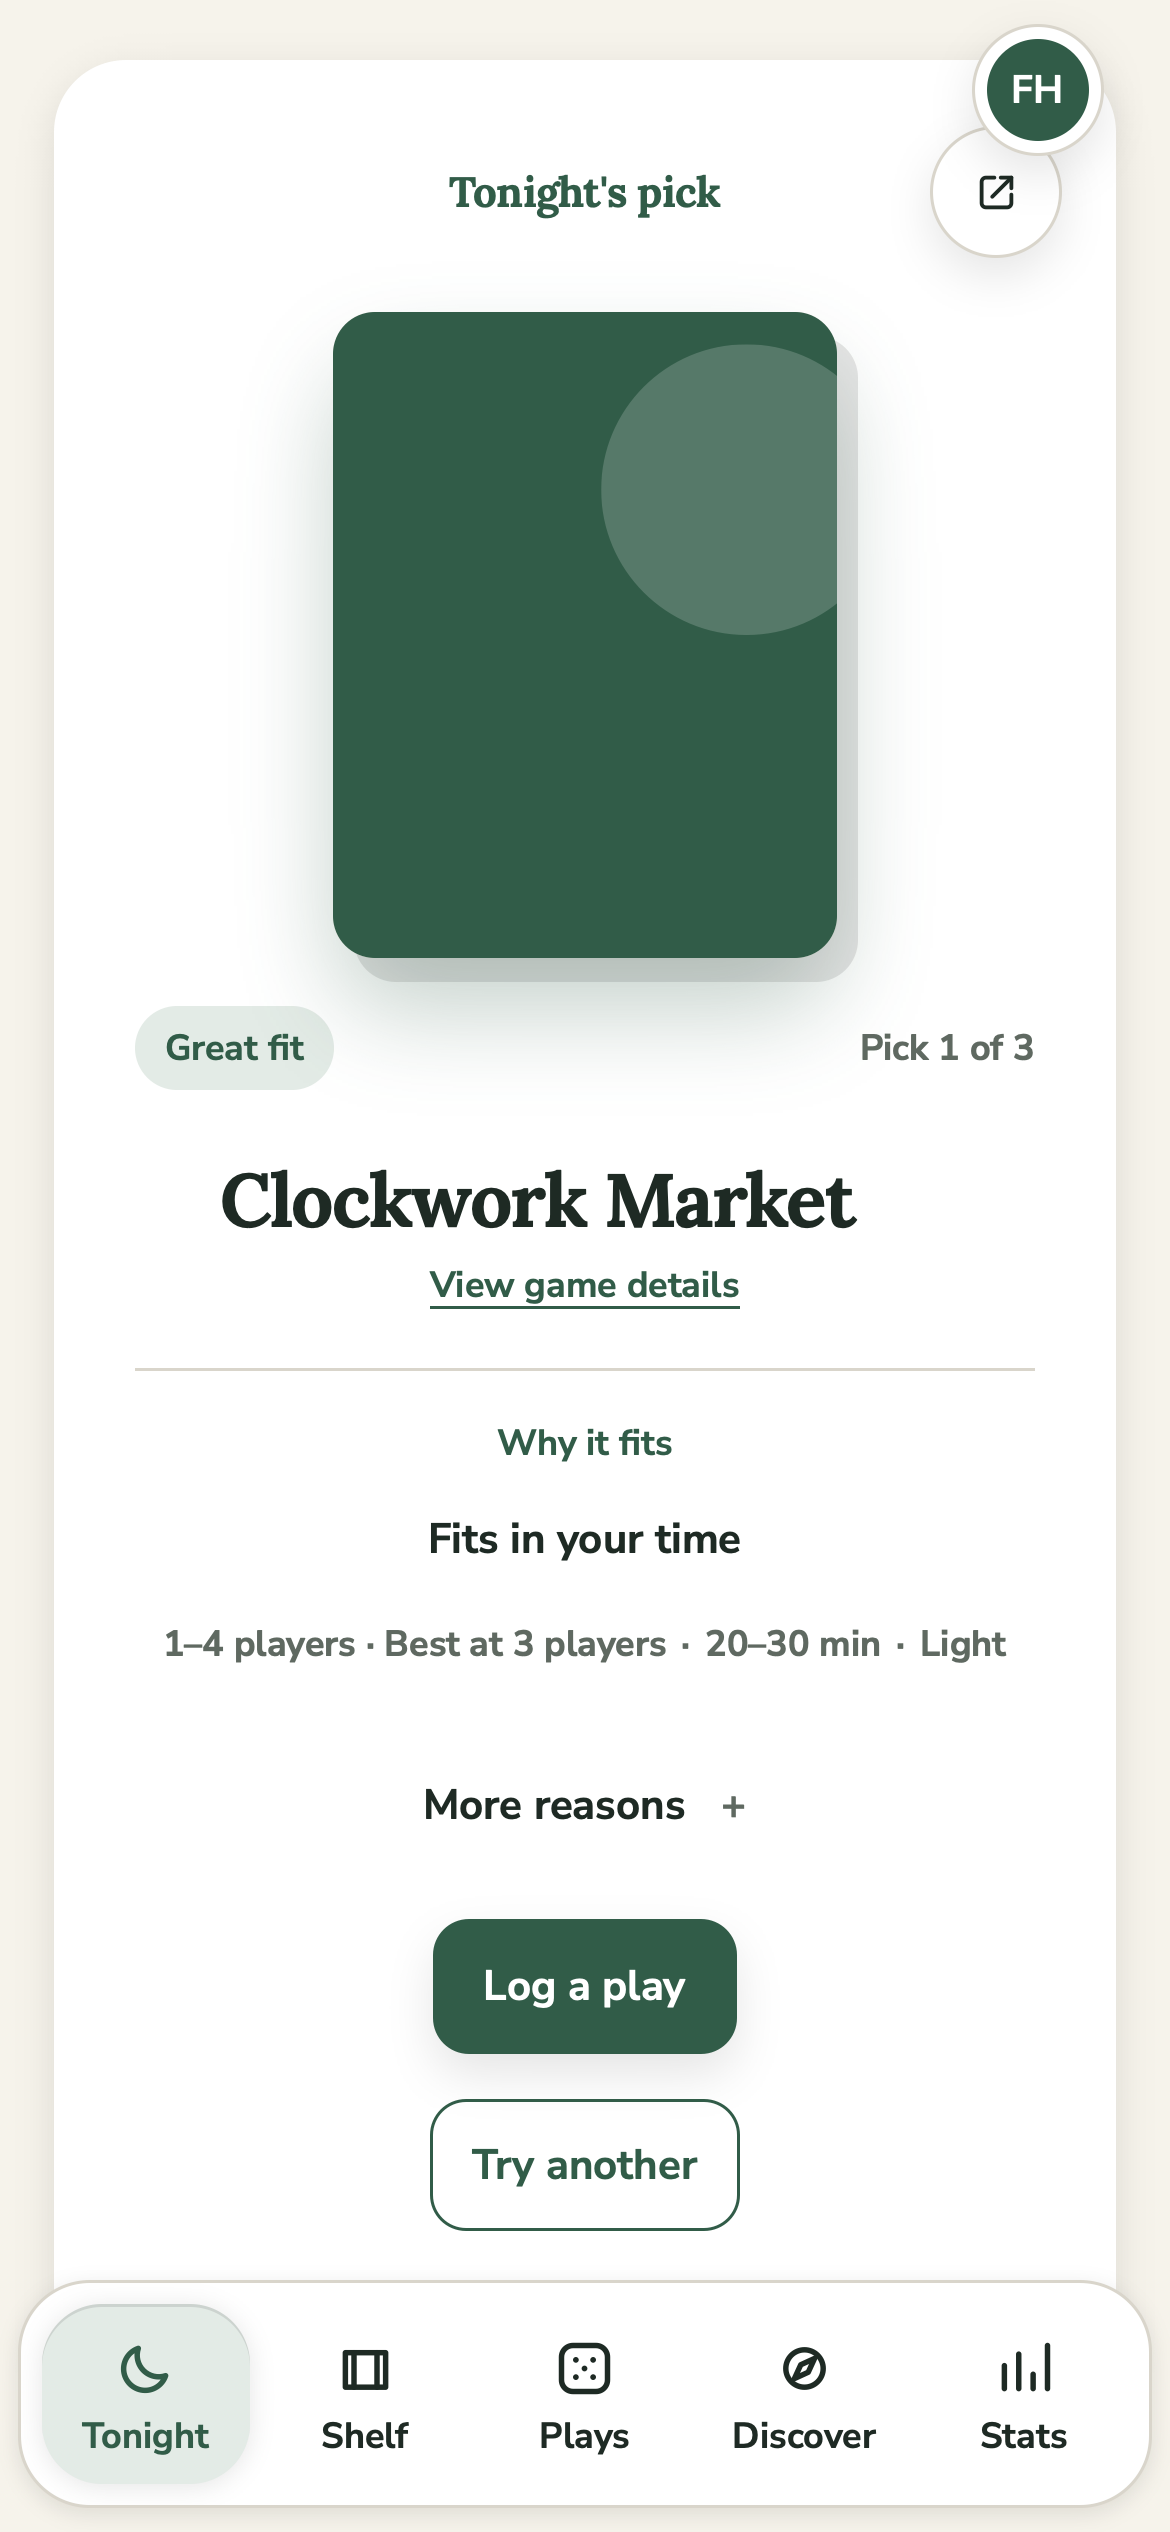 FH
Tonight's pick
Great fit
Pick 1 of 3
Clockwork Market
View game details
Why it fits
Fits in your time
1–4 players · Best at 3 players · 20–30 min · Light
More reasons +
Log a play
Try another
Tonight
Shelf
Plays
Discover
Stats